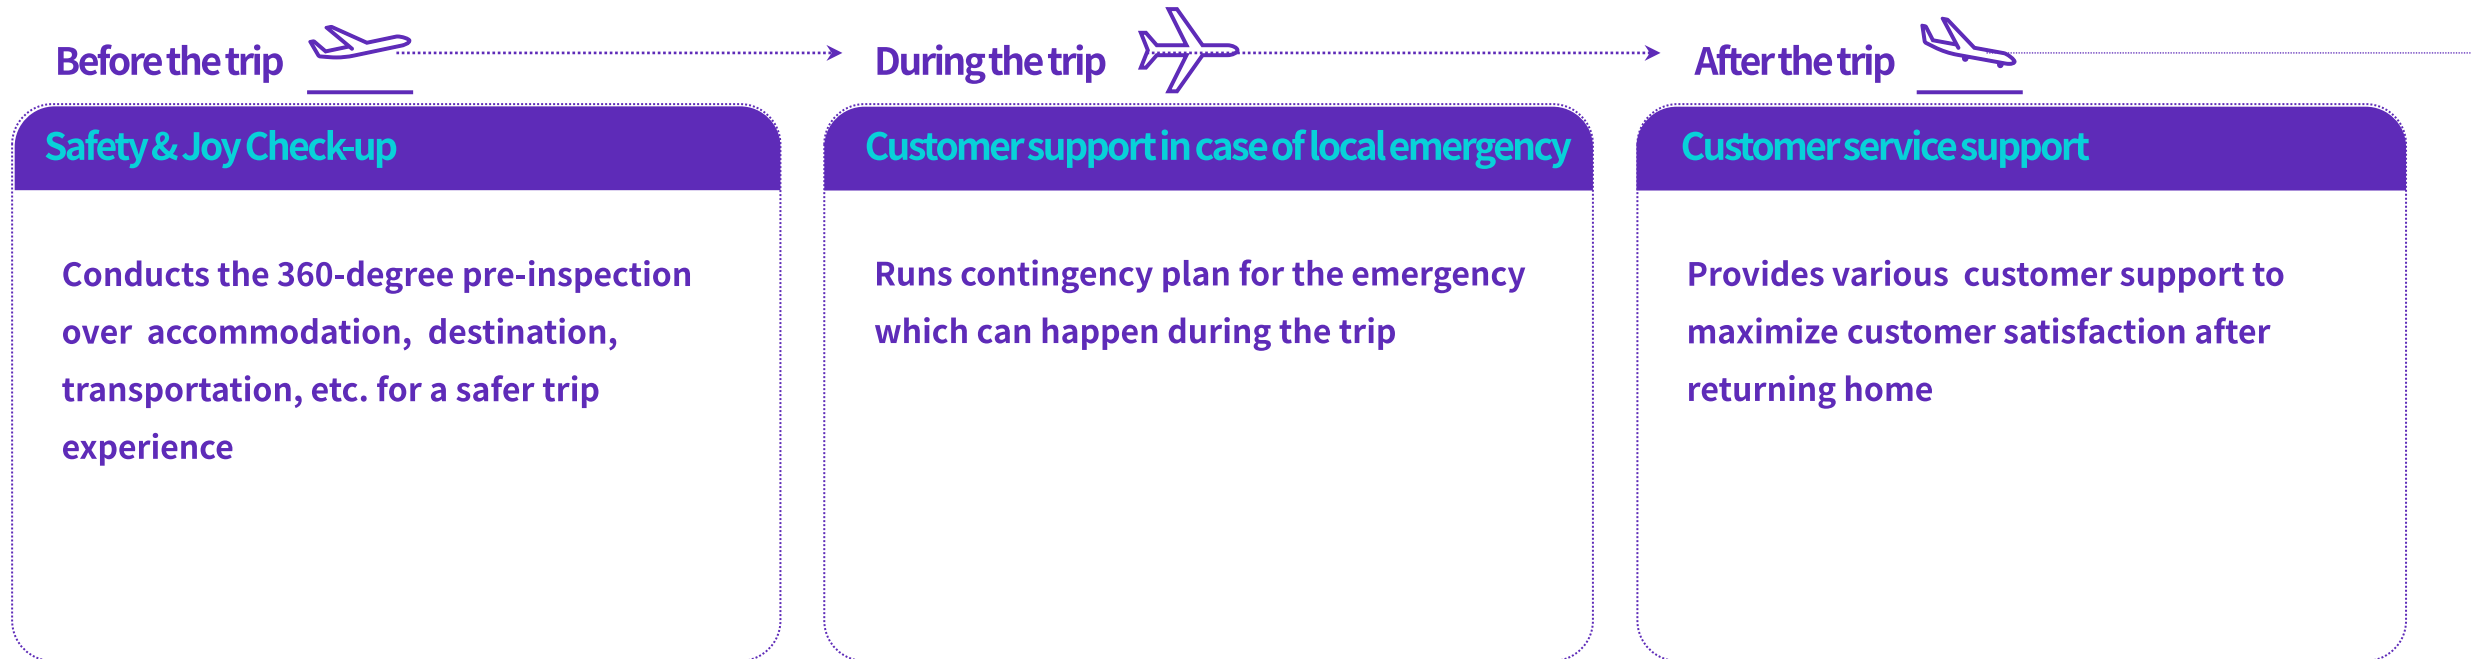 Before the trip
During the trip
After the trip
Safety & Joy Check-up
Conducts the 360-degree pre-inspection
over accommodation, destination,
transportation, etc. for a safer trip
experience
Customer support in case of local emergency
Runs contingency plan for the emergency
which can happen during the trip
Customer service support
Provides various customer support to
maximize customer satisfaction after
returning home